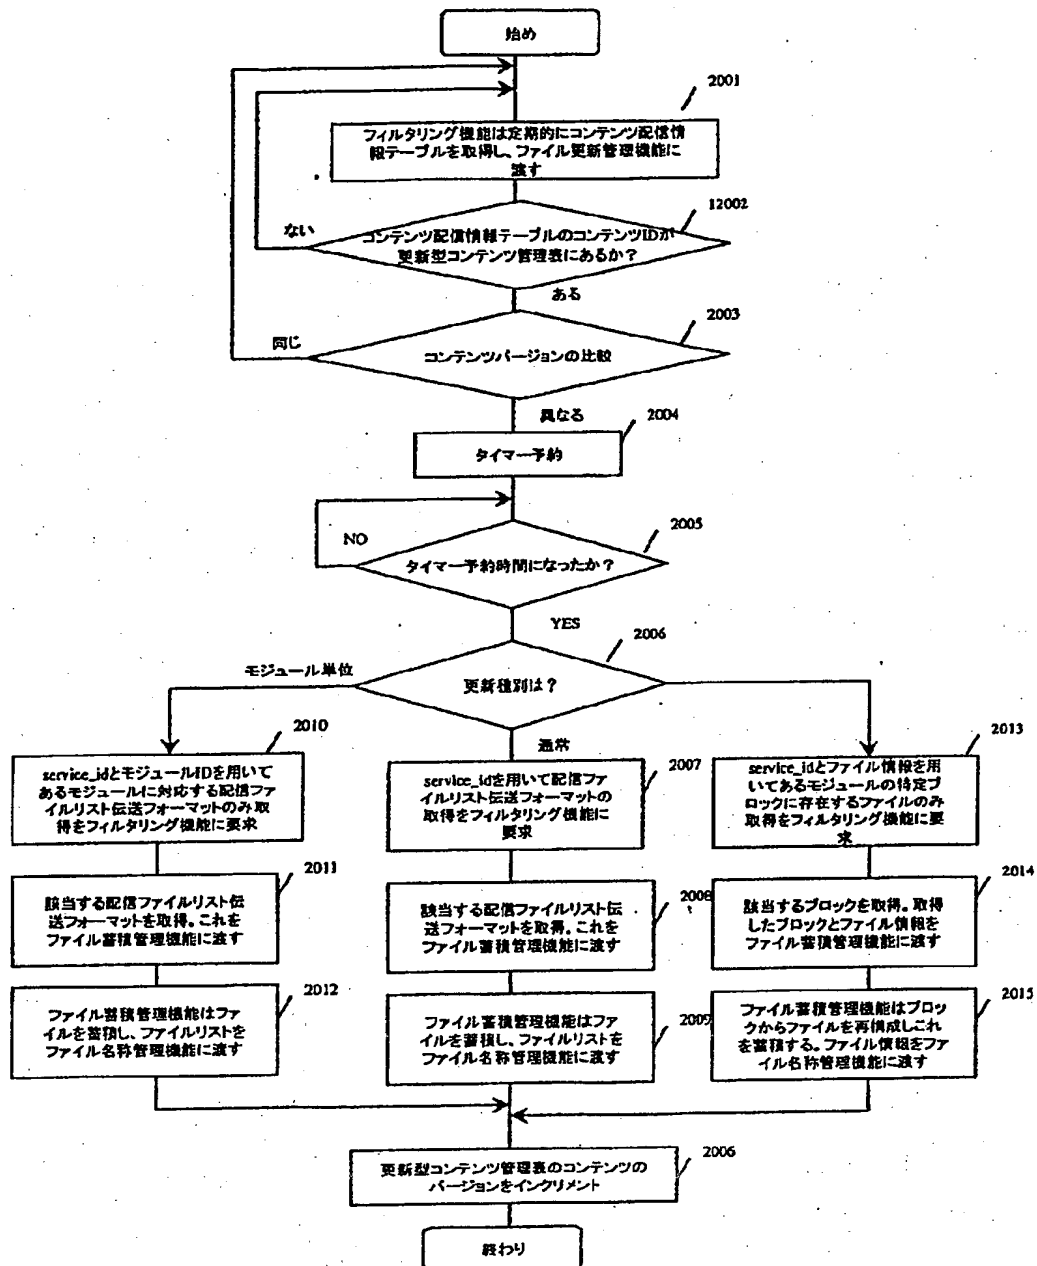 始め
2001
フィルタリング機能は定期的にコンテンツ配信情
報テーブルを取得し、ファイル更新管理機能に
渡す
12002
ない
コンテンツ配信情報テーブルのコンテンツIDが
更新型コンテンツ管理表にあるか？
ある
2003
同じ
コンテンツバージョンの比較
異なる
2004
タイマー予約
2005
NO
タイマー予約時間になったか？
YES
2006
モジュール単位
更新種別は？
通常
2010
service_idとモジュールIDを用いて
あるモジュールに対応する配信ファ
イルリスト伝送フォーマットのみ取
得をフィルタリング機能に要求
2007
service_idを用いて配信ファ
イルリスト伝送フォーマットの
取得をフィルタリング機能に
要求
2013
service_idとファイル情報を用
いてあるモジュールの特定ブ
ロックに存在するファイルのみ
取得をフィルタリング機能に要
求
2011
該当する配信ファイルリスト伝
送フォーマットを取得。これを
ファイル蓄積管理機能に渡す
2008
該当する配信ファイルリスト伝
送フォーマットを取得。これを
ファイル蓄積管理機能に渡す
2014
該当するブロックを取得。取得
したブロックとファイル情報を
ファイル蓄積管理機能に渡す
2012
ファイル蓄積管理機能はファ
イルを蓄積し、ファイルリストを
ファイル名称管理機能に渡す
2009
ファイル蓄積管理機能はファ
イルを蓄積し、ファイルリストを
ファイル名称管理機能に渡す
2015
ファイル蓄積管理機能はブロッ
クからファイルを再構成しこれ
を蓄積する。ファイル情報をファ
イル名称管理機能に渡す
2006
更新型コンテンツ管理表のコンテンツの
バージョンをインクリメント
終わり